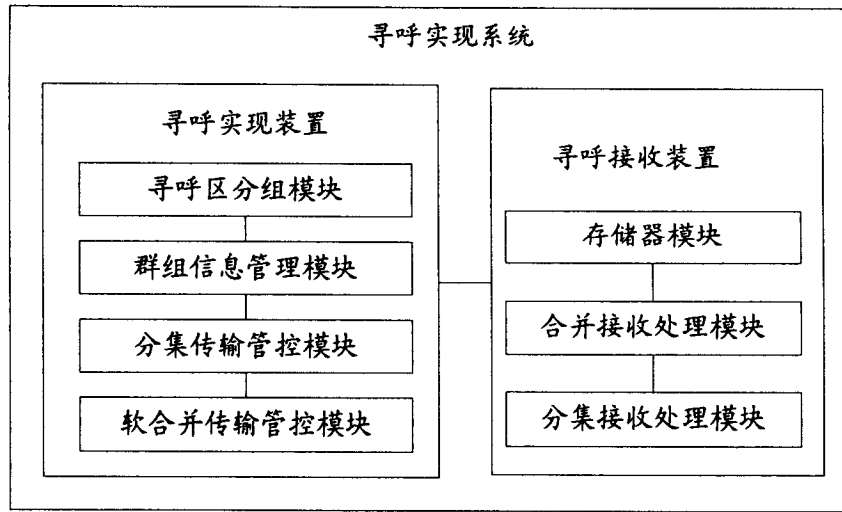 寻呼实现系统
寻呼实现装置
寻呼区分组模块
群组信息管理模块
分集传输管控模块
软合并传输管控模块
寻呼接收装置
存储器模块
合并接收处理模块
分集接收处理模块